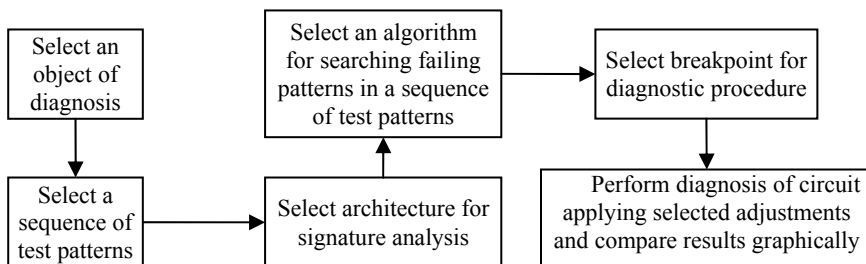 Select an
object of
diagnosis
Select a
sequence of
test patterns
Select architecture for
signature analysis
Select an algorithm
for searching failing
patterns in a sequence
of test patterns
Select breakpoint for
diagnostic procedure
Perform diagnosis of circuit
applying selected adjustments
and compare results graphically